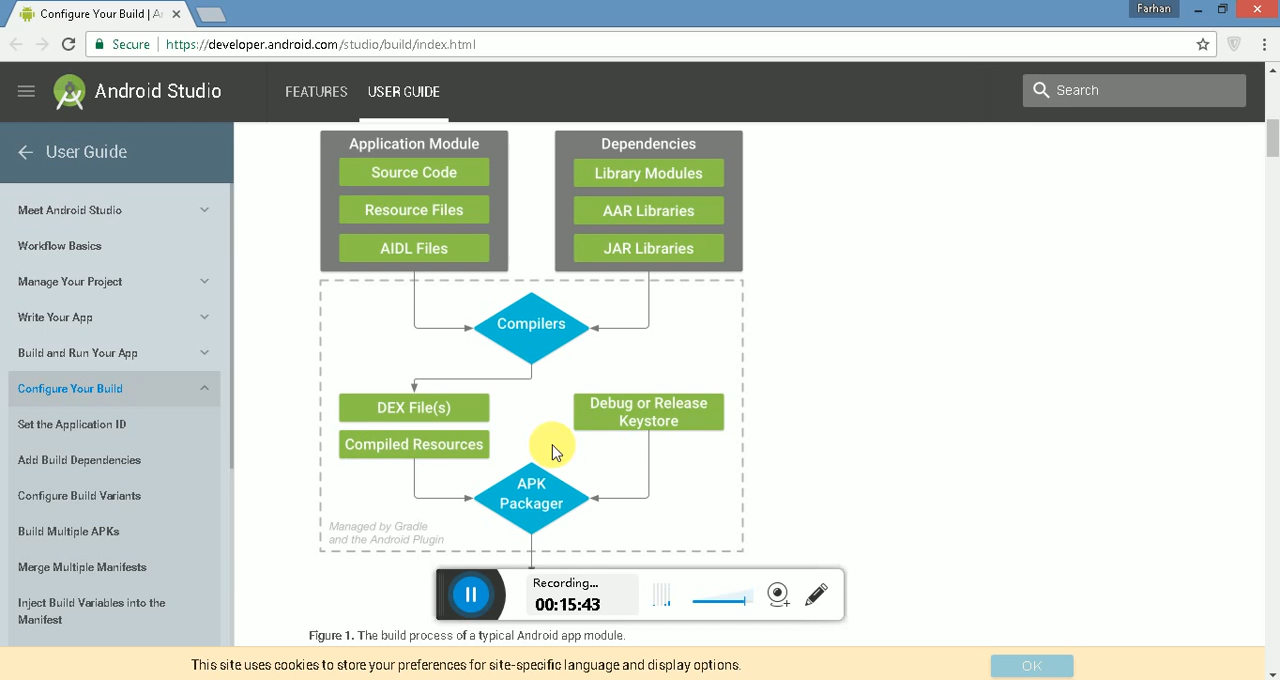 Configure Your Build | A
Farhan
Secure
https://developer.android.com/studio/build/index.html
Android Studio
FEATURES
USER GUIDE
Search
User Guide
Meet Android Studio
Workflow Basics
Manage Your Project
Write Your App
Build and Run Your App
Configure Your Build
Set the Application ID
Add Build Dependencies
Configure Build Variants
Build Multiple APKs
Merge Multiple Manifests
Inject Build Variables into the
Manifest
Application Module
Source Code
Resource Files
AIDL Files
Dependencies
Library Modules
AAR Libraries
JAR Libraries
Compilers
DEX File(s)
Compiled Resources
Debug or Release
Keystore
APK
Packager
Managed by Gradle
and the Android Plugin
Recording...
00:15:43
Figure 1. The build process of a typical Android app module.
This site uses cookies to store your preferences for site-specific language and display options.
OK